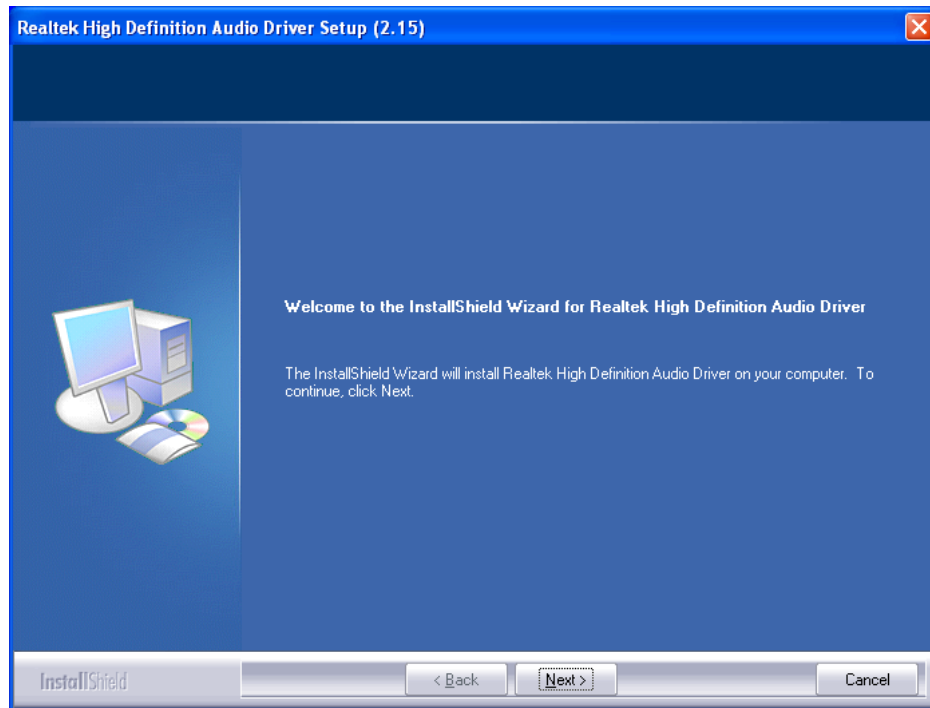 Realtek High Definition Audio Driver Setup (2.15)
Welcome to the InstallShield Wizard for Realtek High Definition Audio Driver
The InstallShield Wizard will install Realtek High Definition Audio Driver on your computer. To
continue, click Next.
InstallShield
< Back
Next >
Cancel